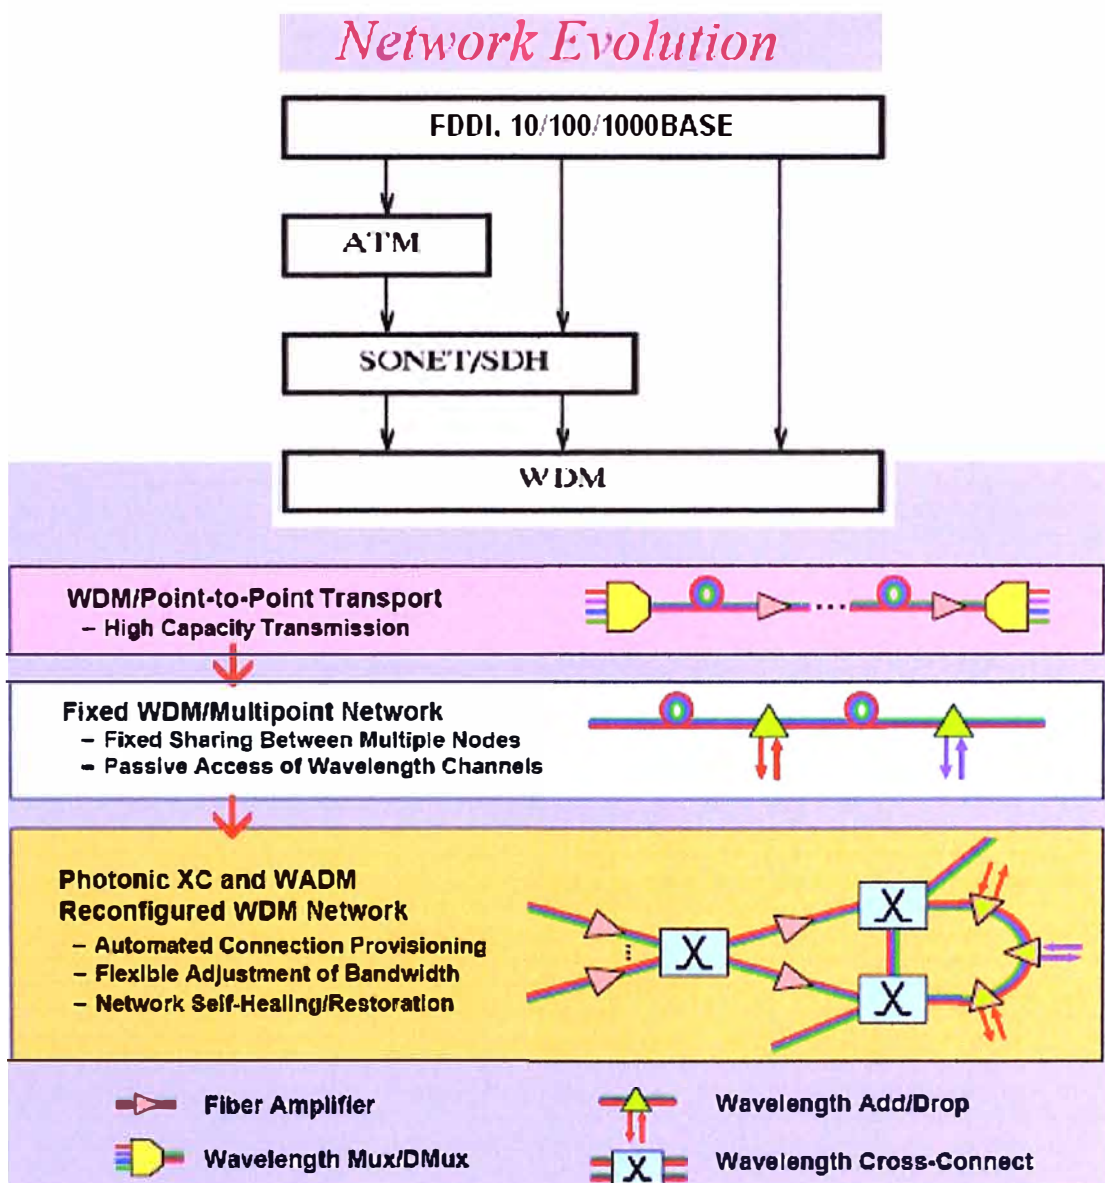 Network Evolution
FDDI, 10/100/1000BASE
ATM
SONET/SDH
WDM
WDM/Point-to-Point Transport
– High Capacity Transmission
Fixed WDM/Multipoint Network
– Fixed Sharing Between Multiple Nodes
– Passive Access of Wavelength Channels
Photonic XC and WADM
Reconfigured WDM Network
– Automated Connection Provisioning
– Flexible Adjustment of Bandwidth
– Network Self-Healing/Restoration
Fiber Amplifier
Wavelength Add/Drop
Wavelength Mux/DMux
Wavelength Cross-Connect